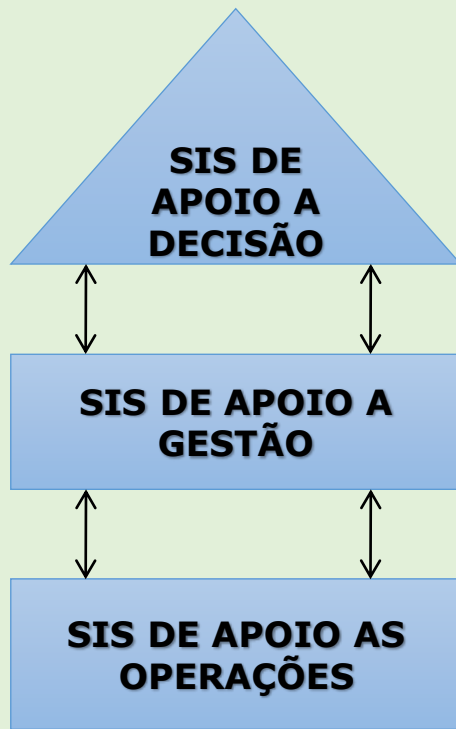 SIS DE
APOIO A
DECISÃO
SIS DE APOIO A
GESTÃO
SIS DE APOIO AS
OPERAÇÕES